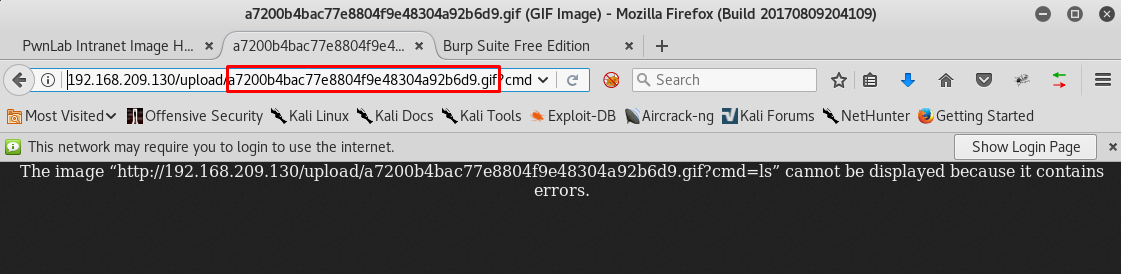 a7200b4bac77e8804f9e48304a92b6d9.gif (GIF Image) - Mozilla Firefox (Build 20170809204109)
PwnLab Intranet Image H... × a7200b4bac77e8804f9e4... × Burp Suite Free Edition × +
192.168.209.130/upload/a7200b4bac77e8804f9e48304a92b6d9.gif?cmd Search
Most Visited Offensive Security Kali Linux Kali Docs Kali Tools Exploit-DB Aircrack-ng Kali Forums NetHunter Getting Started
This network may require you to login to use the internet. Show Login Page ×
The image “http://192.168.209.130/upload/a7200b4bac77e8804f9e48304a92b6d9.gif?cmd=ls” cannot be displayed because it contains
errors.